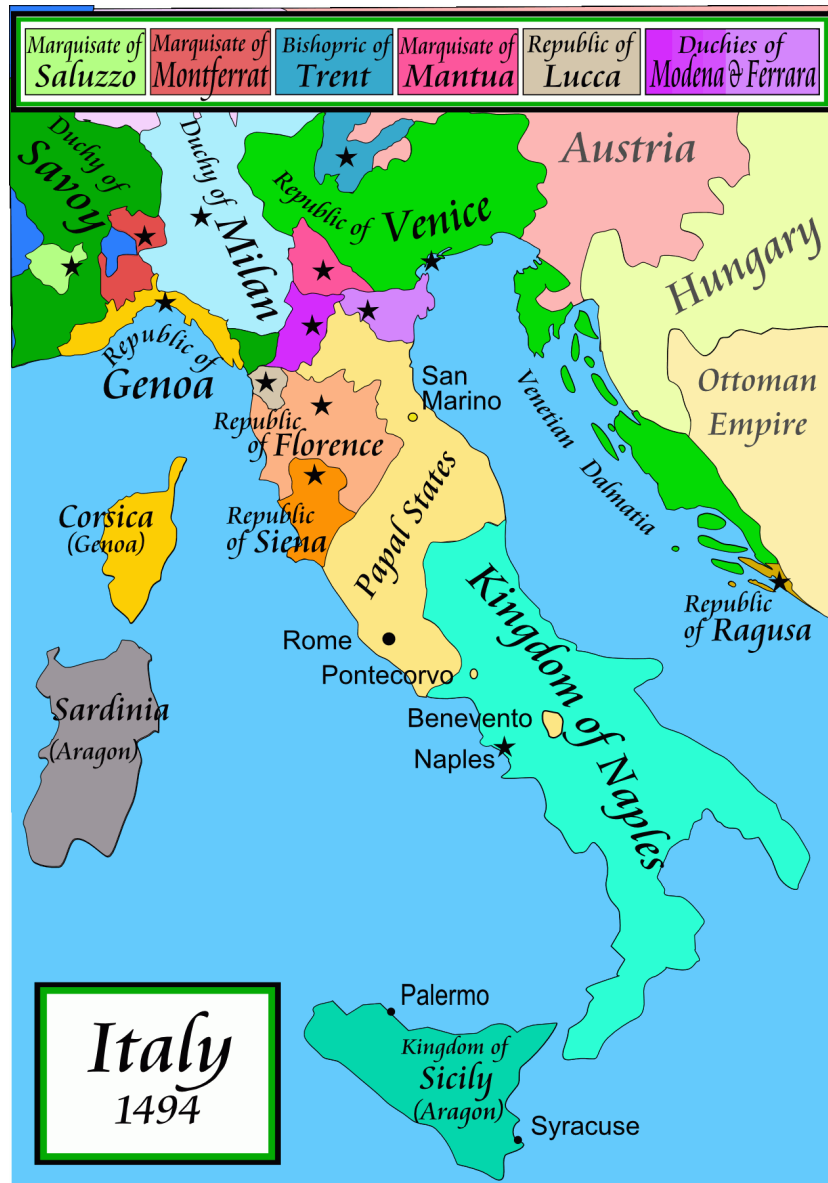 Marquisate of
Saluzzo
Marquisate of
Montferrat
Bishopric of
Trent
Marquisate of
Mantua
Republic of
Lucca
Duchies of
Modena & Ferrara
Duchy of
Savoy
Duchy of
Milan
Republic of
Venice
Austria
Hungary
Ottoman
Empire
Republic of
Genoa
San
Marino
Venetian
Dalmatia
Republic
of Florence
Republic
of Siena
Papal States
Corsica
(Genoa)
Republic
of Ragusa
Rome
Pontecorvo
Kingdom of Naples
Benevento
Naples
Sardinia
(Aragon)
Palermo
Kingdom of
Sicily
(Aragon)
Syracuse
Italy
1494